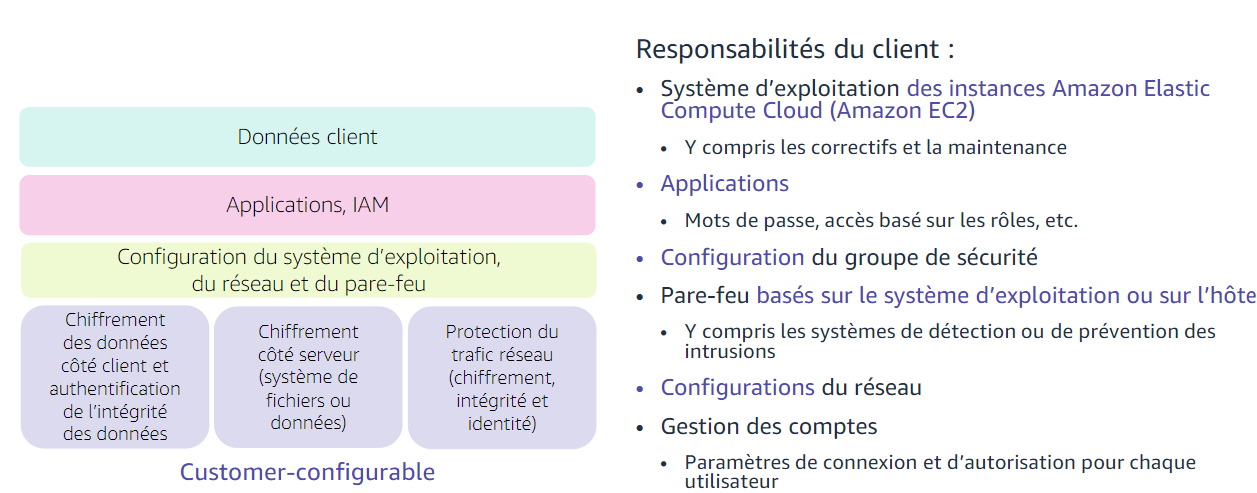 Données client
Applications, IAM
Configuration du système d’exploitation,
du réseau et du pare-feu
Chiffrement
des données
côté client et
authentification
de l’intégrité
des données
Chiffrement
côté serveur
(système de
fichiers ou
données)
Protection du
trafic réseau
(chiffrement,
intégrité et
identité)
Customer-configurable
Responsabilités du client :
• Système d’exploitation des instances Amazon Elastic
Compute Cloud (Amazon EC2)
• Y compris les correctifs et la maintenance
• Applications
• Mots de passe, accès basé sur les rôles, etc.
• Configuration du groupe de sécurité
• Pare-feu basés sur le système d’exploitation ou sur l’hôte
• Y compris les systèmes de détection ou de prévention des
intrusions
• Configurations du réseau
• Gestion des comptes
• Paramètres de connexion et d’autorisation pour chaque
utilisateur